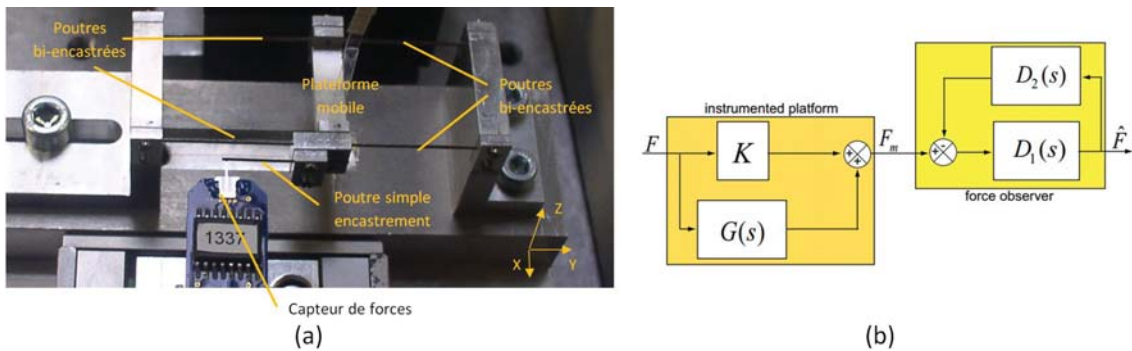 Poutres
bi-encastrées
Plateforme
mobile
Poutres
bi-encastrées
Poutre simple
encastrement
1337
Z
X
Y
Capteur de forces
(a)
instrumented platform
F
K
G(s)
+
+
F_m
+
-
D_2(s)
D_1(s)
F̂
force observer
(b)